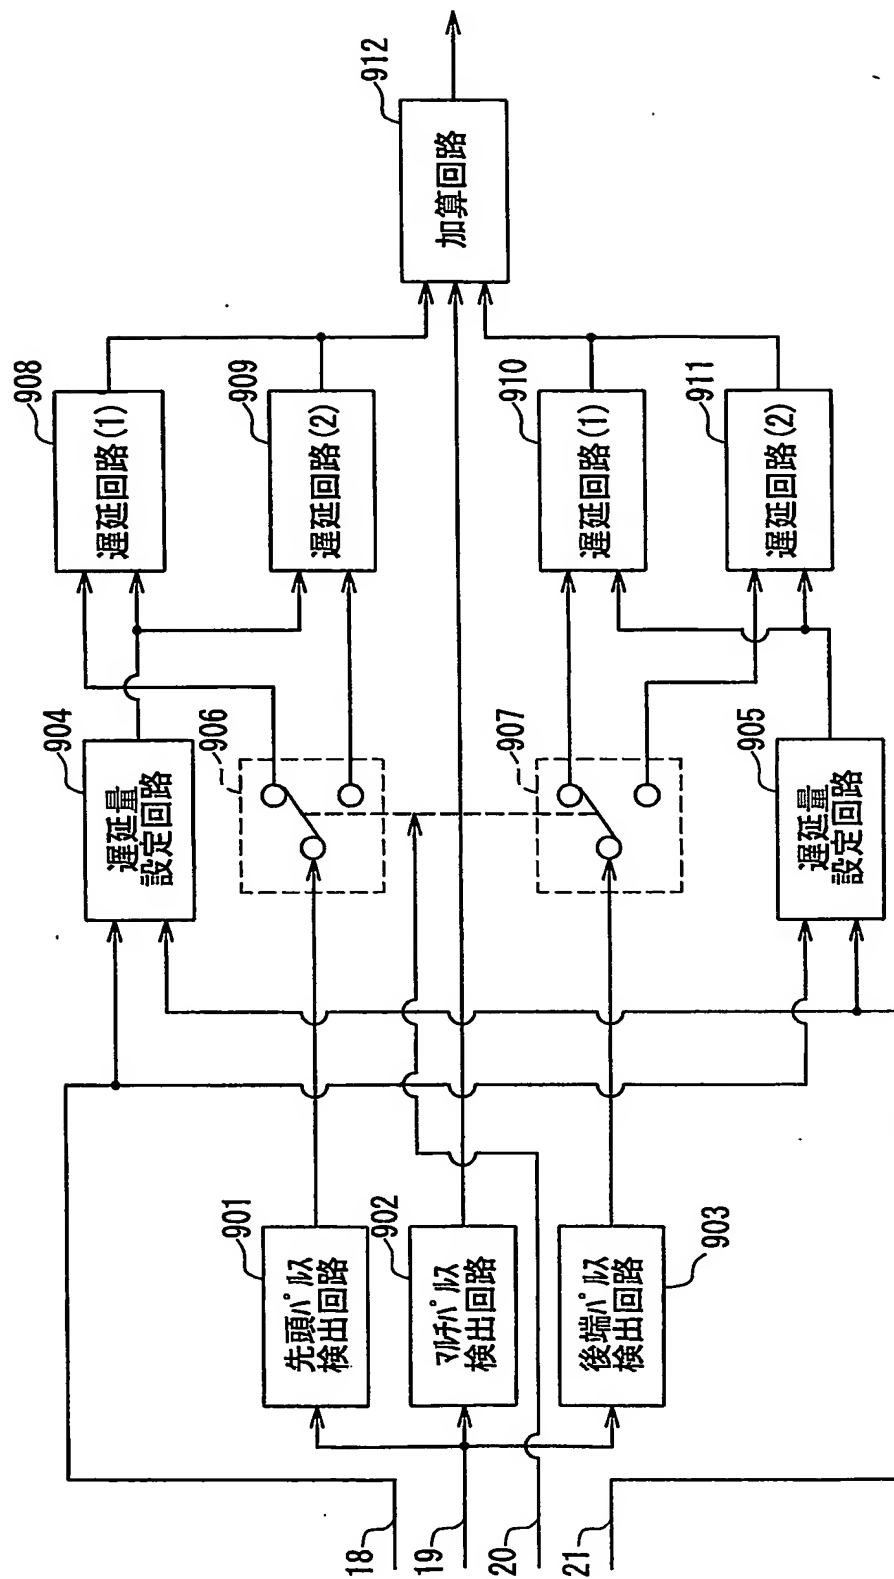 18
19
20
21
901
先頭パルス
検出回路
902
マルチパルス
検出回路
903
後端パルス
検出回路
904
遅延量
設定回路
905
遅延量
設定回路
906
907
908
遅延回路(1)
909
遅延回路(2)
910
遅延回路(1)
911
遅延回路(2)
912
加算回路